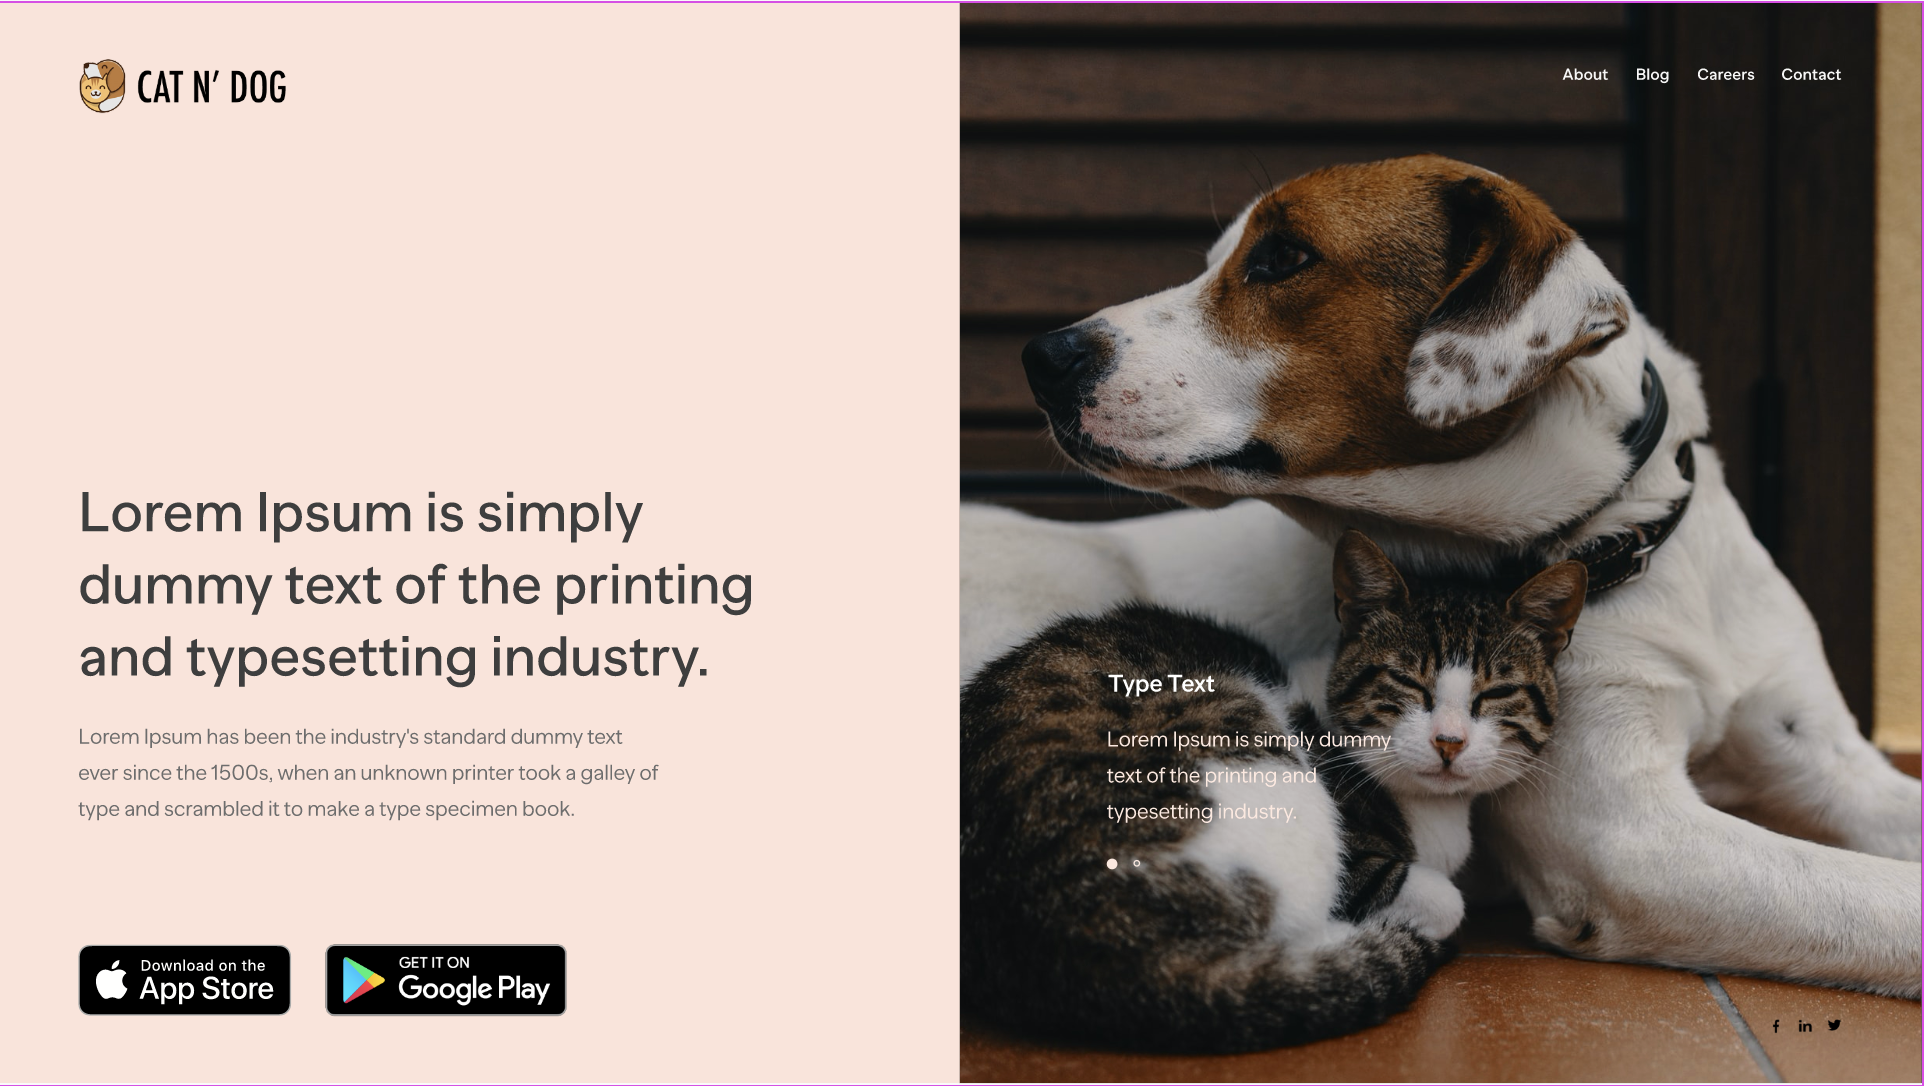 CAT N' DOG
About Blog Careers Contact
Lorem Ipsum is simply
dummy text of the printing
and typesetting industry.
Lorem Ipsum has been the industry's standard dummy text
ever since the 1500s, when an unknown printer took a galley of
type and scrambled it to make a type specimen book.
Download on the
App Store
GET IT ON
Google Play
Type Text
Lorem Ipsum is simply dummy
text of the printing and
typesetting industry.
f in